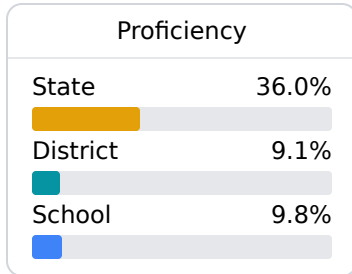 Proficiency
State 36.0%
District 9.1%
School 9.8%